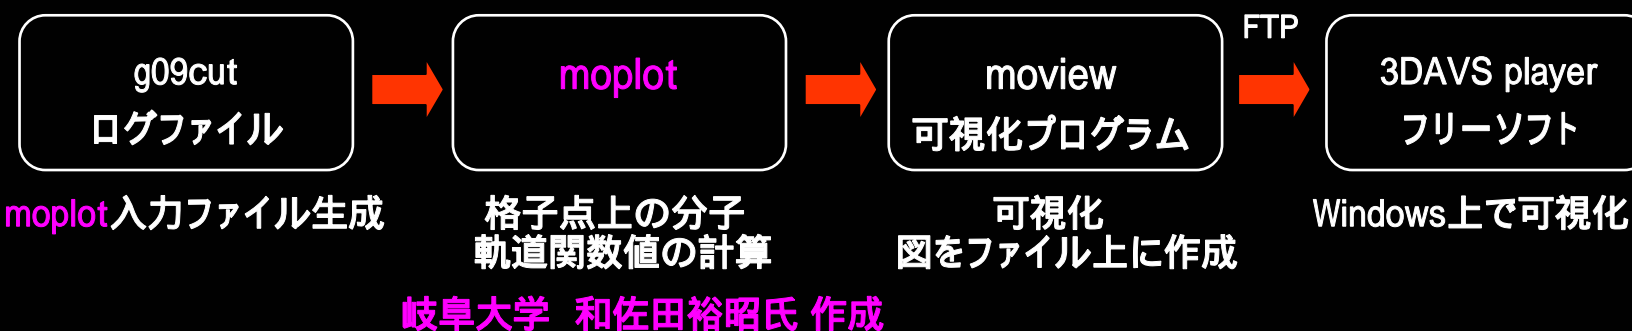 g09cut
ログファイル
moplot入力ファイル生成
moplot
格子点上の分子
軌道関数値の計算
岐阜大学 和佐田裕昭氏 作成
moview
可視化プログラム
可視化
図をファイル上に作成
FTP
3DAVS player
フリーソフト
Windows上で可視化